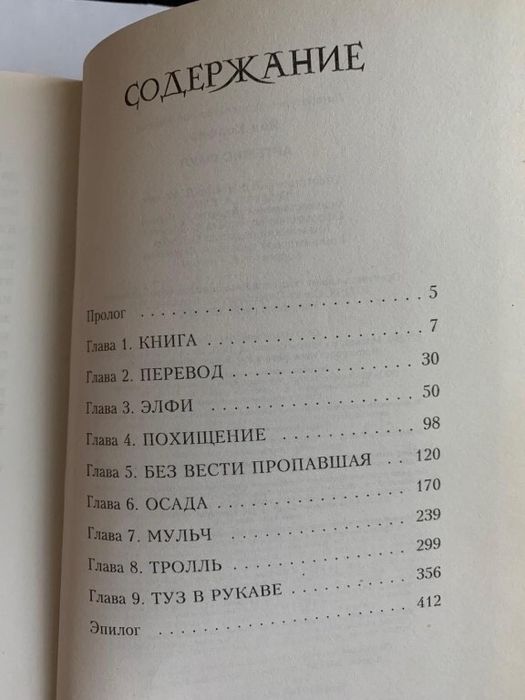 СОДЕРЖАНИЕ
Пролог . . . . . . . . . . . . . . . . . . . . . 5
Глава 1. КНИГА . . . . . . . . . . . . . . . . 7
Глава 2. ПЕРЕВОД . . . . . . . . . . . . . . 30
Глава 3. ЭЛФИ . . . . . . . . . . . . . . . . 50
Глава 4. ПОХИЩЕНИЕ . . . . . . . . . . 98
Глава 5. БЕЗ ВЕСТИ ПРОПАВШАЯ . . 120
Глава 6. ОСАДА . . . . . . . . . . . . . . . 170
Глава 7. МУЛЬЧ . . . . . . . . . . . . . . . 239
Глава 8. ТРОЛЛЬ . . . . . . . . . . . . . . 299
Глава 9. ТУЗ В РУКАВЕ . . . . . . . . . 356
Эпилог . . . . . . . . . . . . . . . . . . . . 412